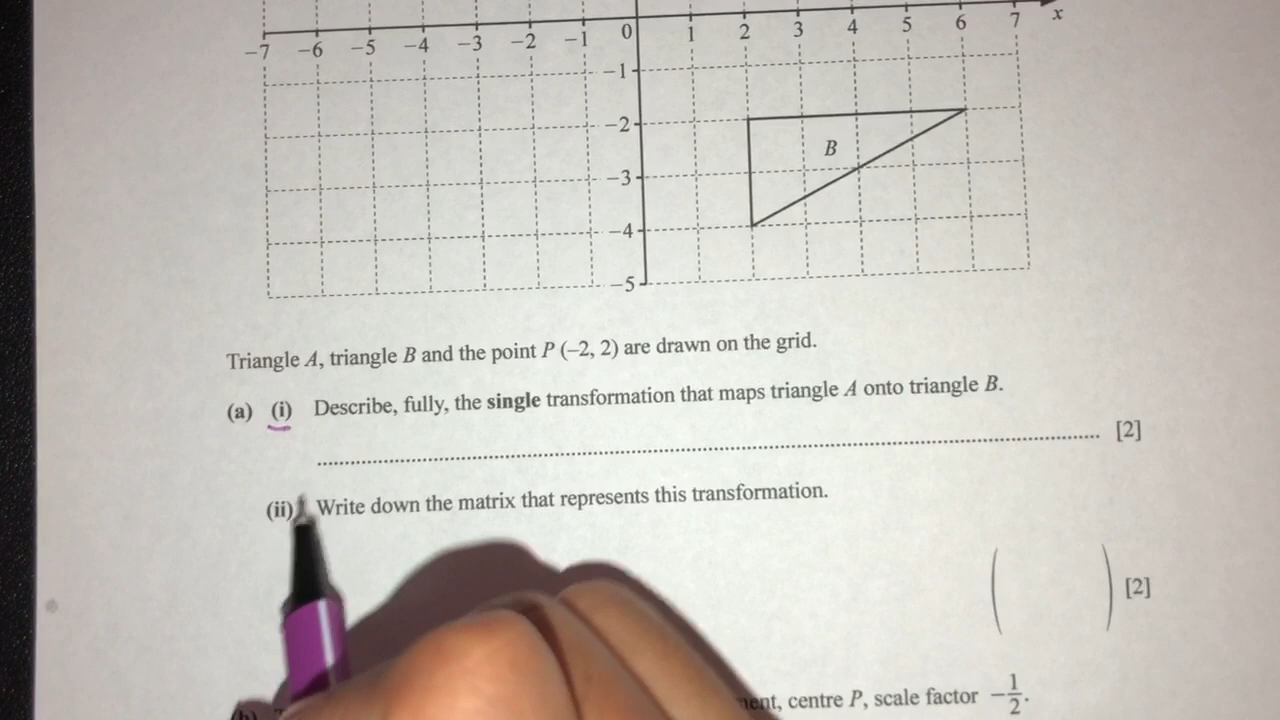 -7 -6 -5 -4 -3 -2 -1 0 1 2 3 4 5 6 7 x
-1
-2
B
-3
-4
-5
Triangle A, triangle B and the point P (-2, 2) are drawn on the grid.
(a) (i) Describe, fully, the single transformation that maps triangle A onto triangle B.
[2]
(ii) Write down the matrix that represents this transformation.
( ) [2]
centre P, scale factor -1/2.